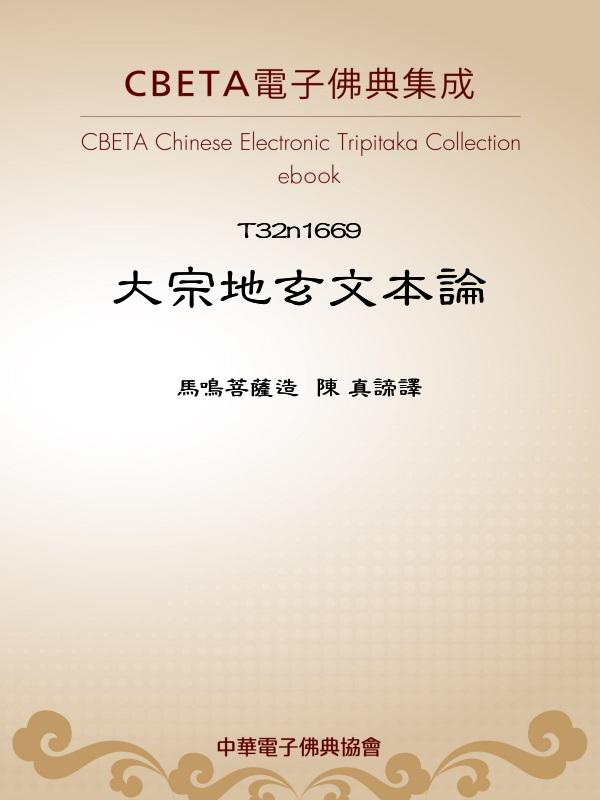 CBETA電子佛典集成
CBETA Chinese Electronic Tripitaka Collection
ebook
T32n1669
大宗地玄文本論
馬鳴菩薩造 陳 真諦譯
中華電子佛典協會